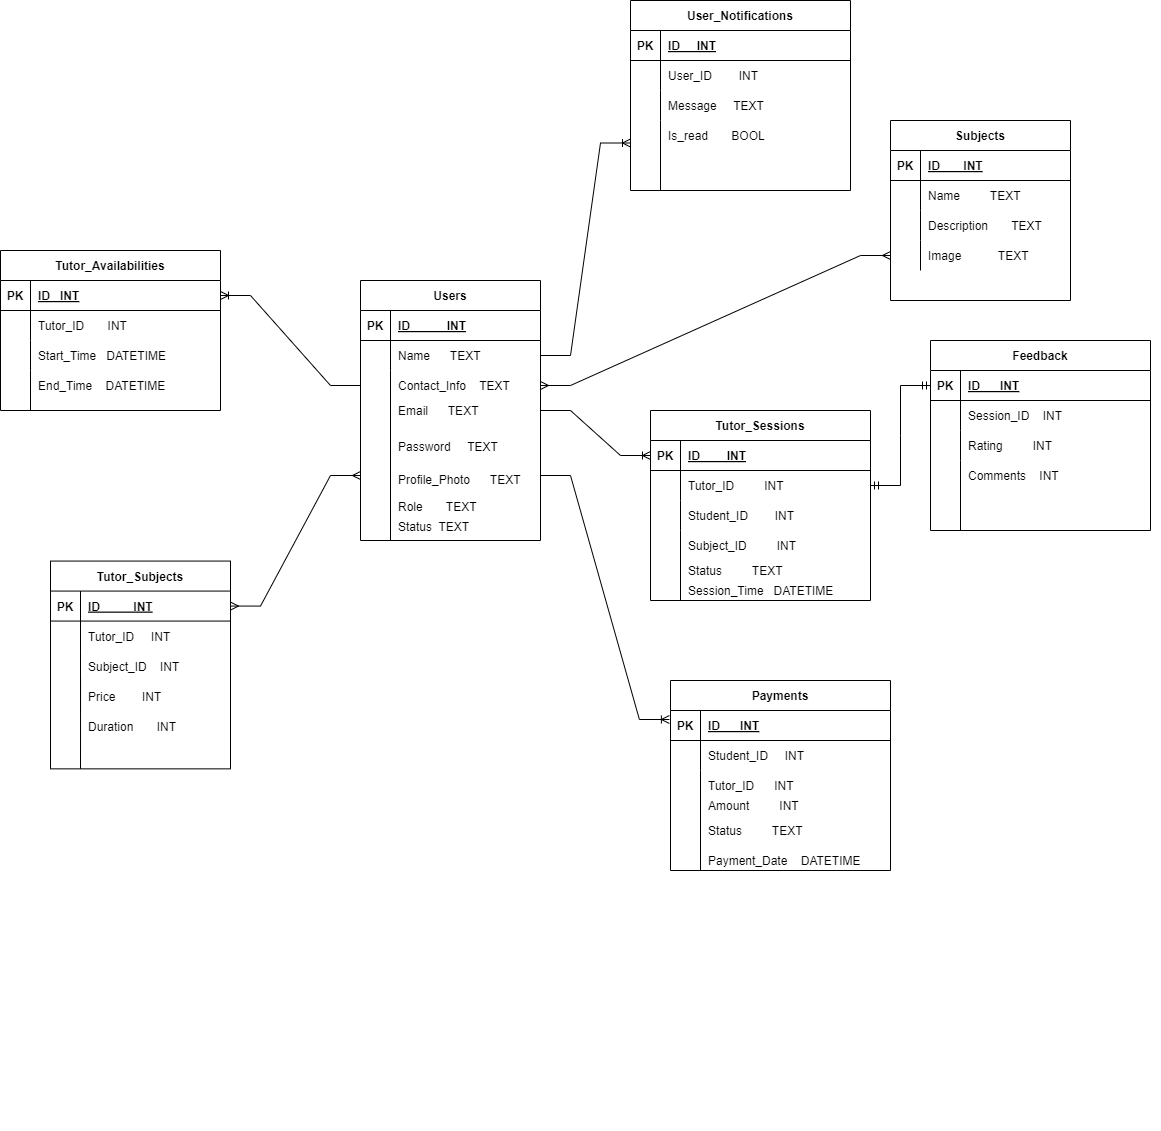 User_Notifications
PK ID INT
User_ID INT
Message TEXT
Is_read BOOL
Subjects
PK ID INT
Name TEXT
Description TEXT
Image TEXT
Tutor_Availabilities
PK ID INT
Tutor_ID INT
Start_Time DATETIME
End_Time DATETIME
Users
PK ID INT
Name TEXT
Contact_Info TEXT
Email TEXT
Password TEXT
Profile_Photo TEXT
Role TEXT
Status TEXT
Feedback
PK ID INT
Session_ID INT
Rating INT
Comments INT
Tutor_Sessions
PK ID INT
Tutor_ID INT
Student_ID INT
Subject_ID INT
Status TEXT
Session_Time DATETIME
Tutor_Subjects
PK ID INT
Tutor_ID INT
Subject_ID INT
Price INT
Duration INT
Payments
PK ID INT
Student_ID INT
Tutor_ID INT
Amount INT
Status TEXT
Payment_Date DATETIME